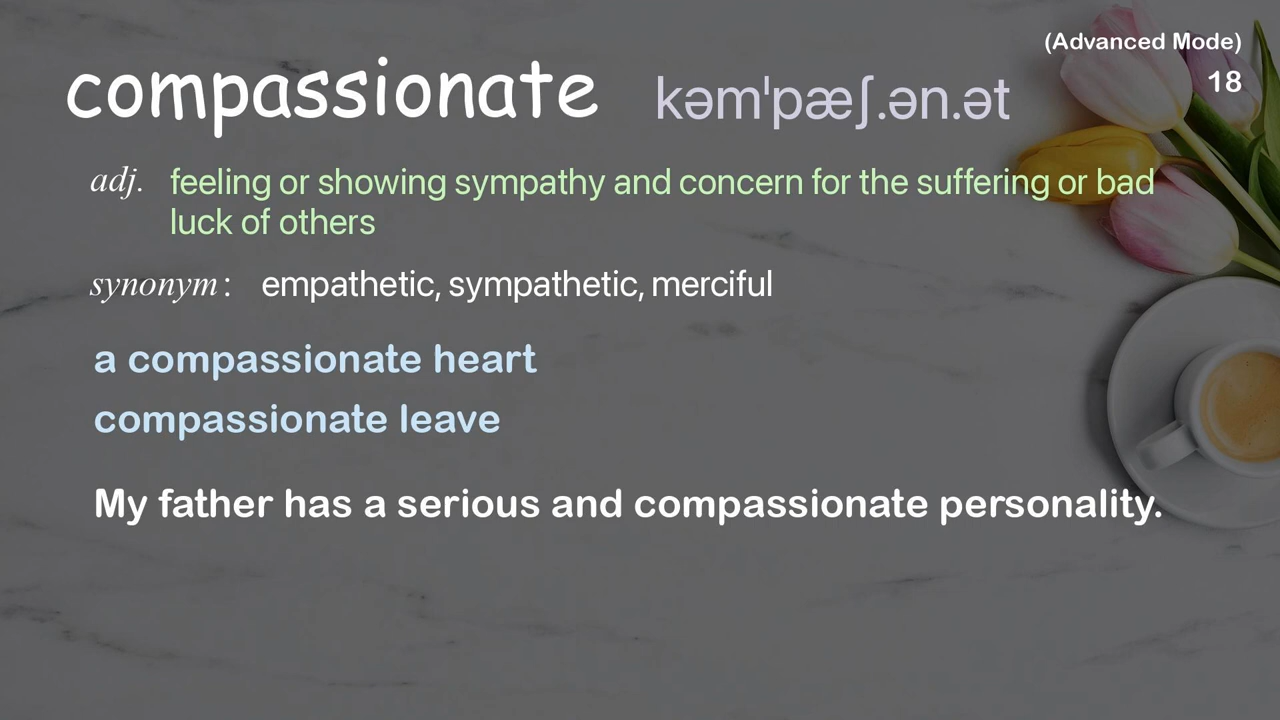 (Advanced Mode)
18
compassionate kəmˈpæʃ.ən.ət
adj. feeling or showing sympathy and concern for the suffering or bad
luck of others
synonym : empathetic, sympathetic, merciful
a compassionate heart
compassionate leave
My father has a serious and compassionate personality.